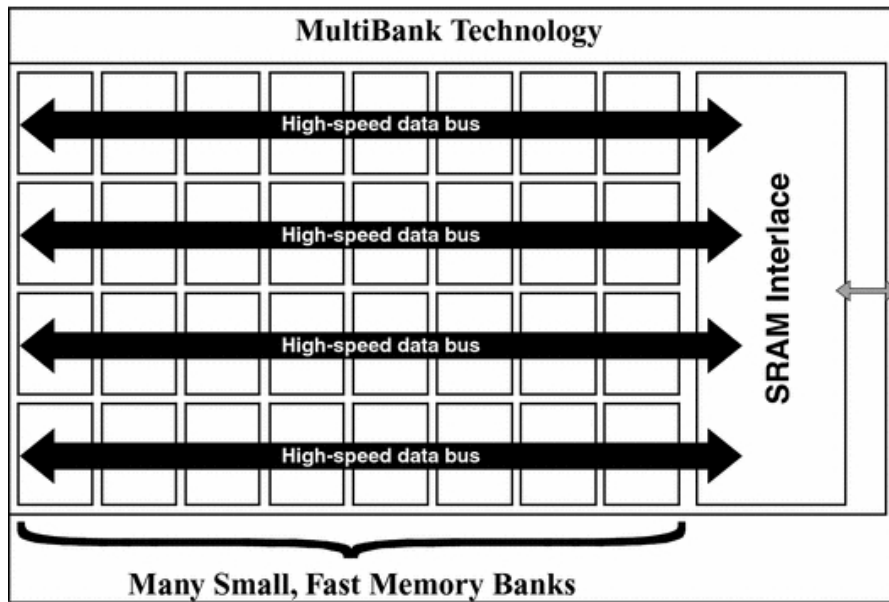 MultiBank Technology
High-speed data bus
High-speed data bus
High-speed data bus
High-speed data bus
SRAM Interlace
Many Small, Fast Memory Banks